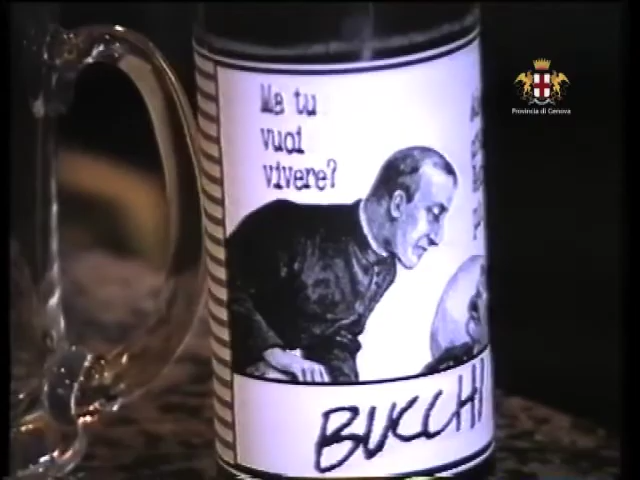 Ma tu
vuoi
vivere?
BUCCHI
Provincia di Genova